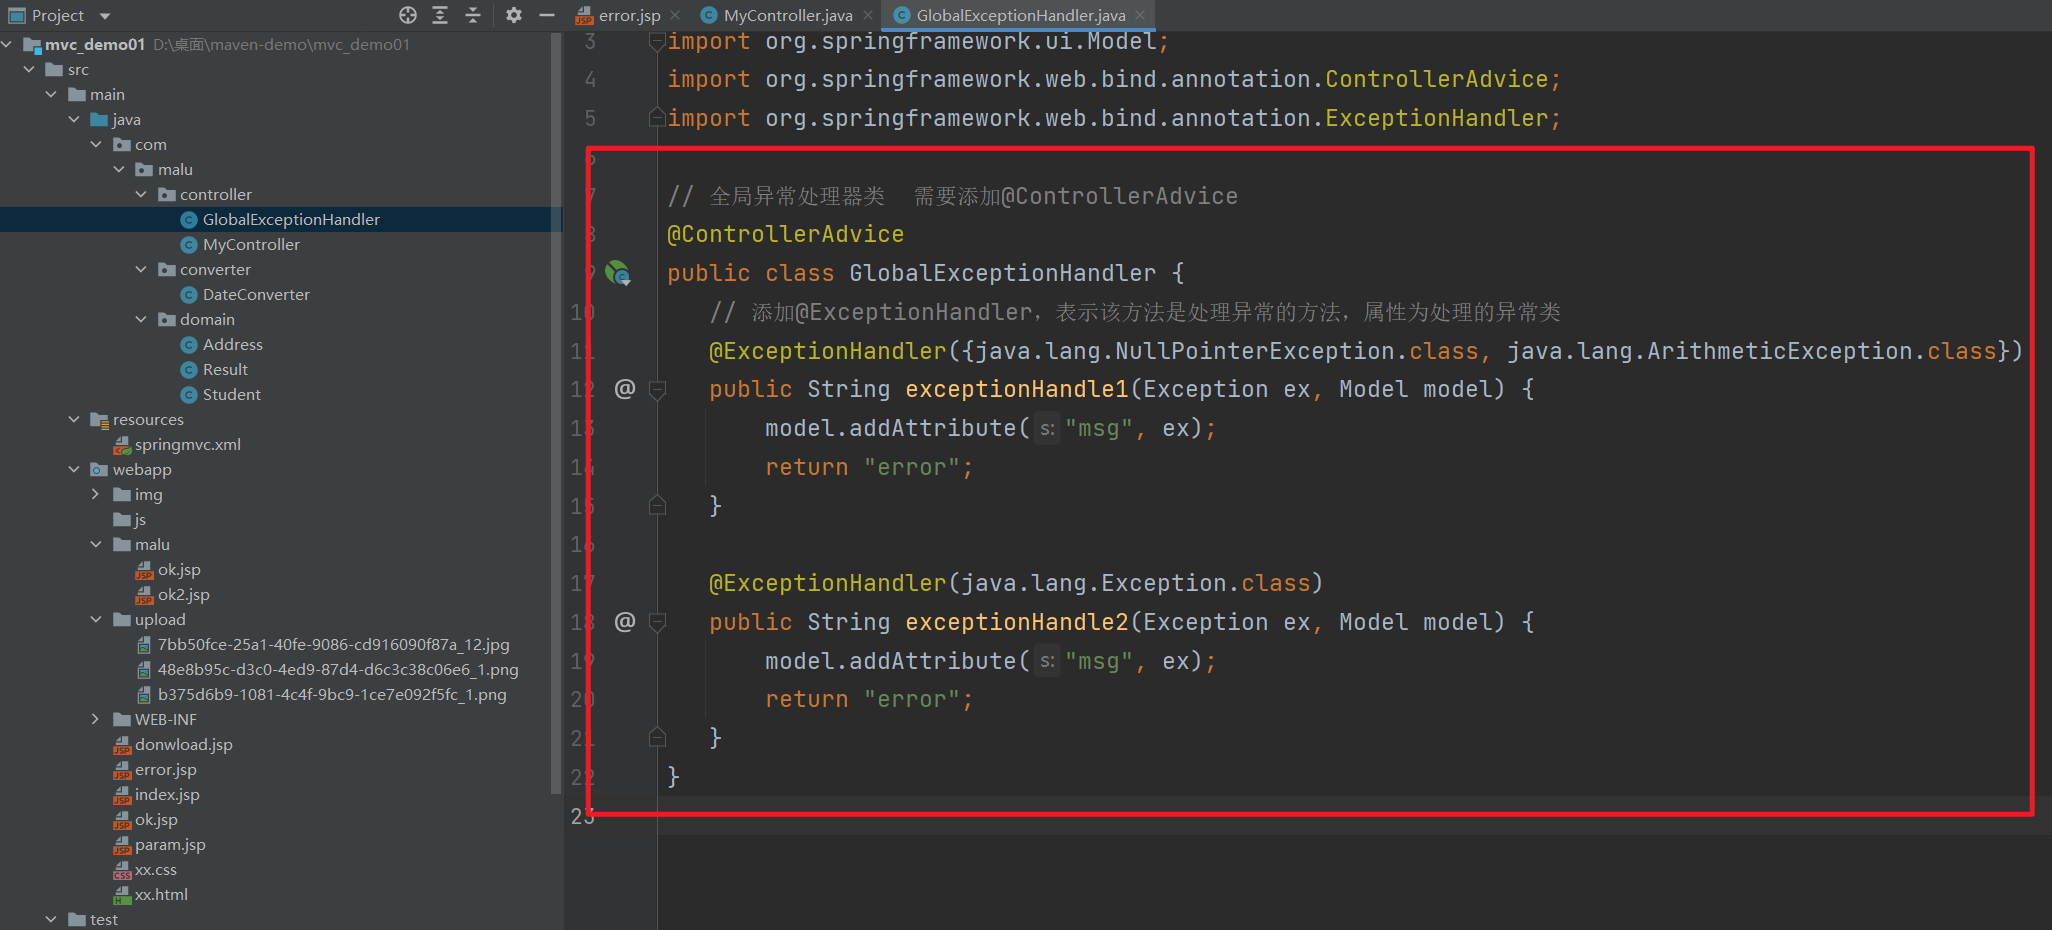 Project
error.jsp
MyController.java
GlobalExceptionHandler.java
mvc_demo01 D:\桌面\maven-demo\mvc_demo01
src
main
java
com
malu
controller
GlobalExceptionHandler
MyController
converter
DateConverter
domain
Address
Result
Student
resources
springmvc.xml
webapp
img
js
malu
ok.jsp
ok2.jsp
upload
7bb50fce-25a1-40fe-9086-cd916090f87a_12.jpg
48e8b95c-d3c0-4ed9-87d4-d6c3c38c06e6_1.png
b375d6b9-1081-4c4f-9bc9-1ce7e092f5fc_1.png
WEB-INF
donwload.jsp
error.jsp
index.jsp
ok.jsp
param.jsp
xx.css
xx.html
test
3 import org.springframework.ui.Model;
4 import org.springframework.web.bind.annotation.ControllerAdvice;
5 import org.springframework.web.bind.annotation.ExceptionHandler;
6
7 // 全局异常处理器类  需要添加@ControllerAdvice
8 @ControllerAdvice
9 public class GlobalExceptionHandler {
10 // 添加@ExceptionHandler，表示该方法是处理异常的方法，属性为处理的异常类
11 @ExceptionHandler({java.lang.NullPointerException.class, java.lang.ArithmeticException.class})
12 @ public String exceptionHandle1(Exception ex, Model model) {
13 model.addAttribute( s: "msg", ex);
14 return "error";
15 }
16
17 @ExceptionHandler(java.lang.Exception.class)
18 @ public String exceptionHandle2(Exception ex, Model model) {
19 model.addAttribute( s: "msg", ex);
20 return "error";
21 }
22 }
23